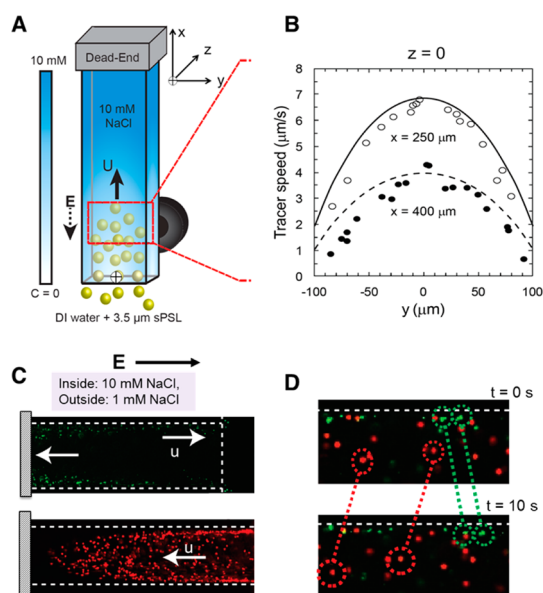 A
10 mM
C = 0
Dead-End
10 mM
NaCl
U
E
x
z
y
DI water + 3.5 μm sPSL
B
z = 0
Tracer speed (μm/s)
8
7
6
5
4
3
2
1
0
x = 250 μm
x = 400 μm
-100
-50
0
50
100
y (μm)
C
E
Inside: 10 mM NaCl,
Outside: 1 mM NaCl
u
u
D
t = 0 s
t = 10 s